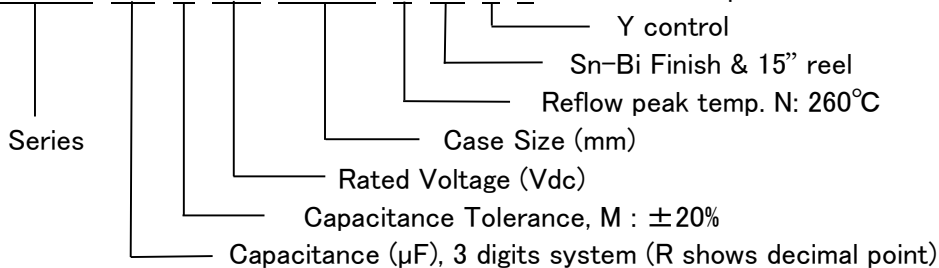 Y control
Sn-Bi Finish & 15” reel
Reflow peak temp. N: 260℃
Series
Case Size (mm)
Rated Voltage (Vdc)
Capacitance Tolerance, M : ±20%
Capacitance (μF), 3 digits system (R shows decimal point)